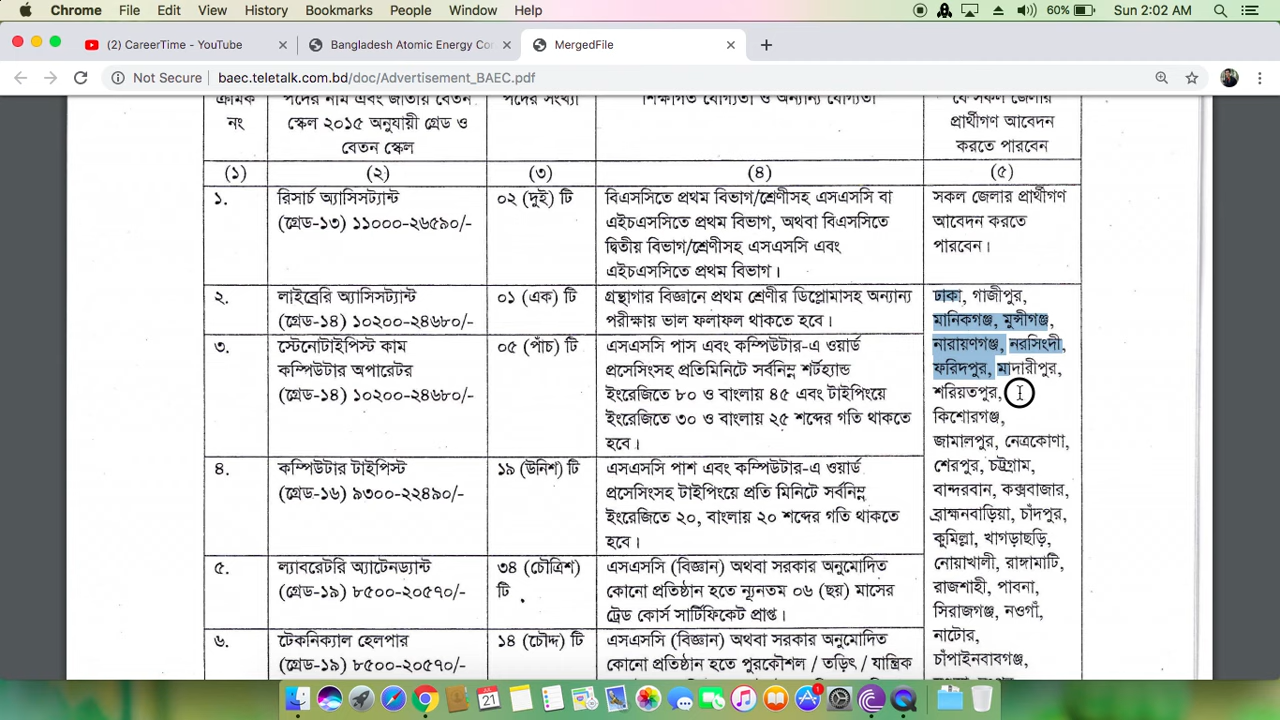 Chrome File Edit View History Bookmarks People Window Help 60% Sun 2:02 AM
(2) CareerTime - YouTube Bangladesh Atomic Energy Co MergedFile
Not Secure baec.teletalk.com.bd/doc/Advertisement_BAEC.pdf
ক্রমিক নং
পদের নাম এবং জাতীয় বেতন
স্কেল ২০১৫ অনুযায়ী গ্রেড ও
বেতন স্কেল
পদের সংখ্যা
শিক্ষাগত যোগ্যতা ও অন্যান্য যোগ্যতা
যে সকল জেলার
প্রার্থীগণ আবেদন
করতে পারবেন
(১) (২) (৩) (৪) (৫)
১.
রিসার্চ অ্যাসিসট্যান্ট
(গ্রেড-১৩) ১১০০০-২৬৫৯০/-
০২ (দুই) টি
বিএসসিতে প্রথম বিভাগ/শ্রেণীসহ এসএসসি বা
এইচএসসিতে প্রথম বিভাগ, অথবা বিএসসিতে
দ্বিতীয় বিভাগ/শ্রেণীসহ এসএসসি এবং
এইচএসসিতে প্রথম বিভাগ।
সকল জেলার প্রার্থীগণ
আবেদন করতে
পারবেন।
২.
লাইব্রেরি অ্যাসিসট্যান্ট
(গ্রেড-১৪) ১০২০০-২৪৬৮০/-
০১ (এক) টি
গ্রন্থাগার বিজ্ঞানে প্রথম শ্রেণীর ডিপ্লোমাসহ অন্যান্য
পরীক্ষায় ভাল ফলাফল থাকতে হবে।
৩.
স্টেনোটাইপিস্ট কাম
কম্পিউটার অপারেটর
(গ্রেড-১৪) ১০২০০-২৪৬৮০/-
০৫ (পাঁচ) টি
এসএসসি পাস এবং কম্পিউটার-এ ওয়ার্ড
প্রসেসিংসহ প্রতিমিনিটে সর্বনিম্ন শর্টহ্যান্ড
ইংরেজিতে ৮০ ও বাংলায় ৪৫ এবং টাইপিংয়ে
ইংরেজিতে ৩০ ও বাংলায় ২৫ শব্দের গতি থাকতে
হবে।
৪.
কম্পিউটার টাইপিস্ট
(গ্রেড-১৬) ৯৩০০-২২৪৯০/-
১৯ (উনিশ) টি
এসএসসি পাশ এবং কম্পিউটার-এ ওয়ার্ড
প্রসেসিংসহ টাইপিংয়ে প্রতি মিনিটে সর্বনিম্ন
ইংরেজিতে ২০, বাংলায় ২০ শব্দের গতি থাকতে
হবে।
৫.
ল্যাবরেটরি অ্যাটেনড্যান্ট
(গ্রেড-১৯) ৮৫০০-২০৫৭০/-
৩৪ (চৌত্রিশ)
টি
এসএসসি (বিজ্ঞান) অথবা সরকার অনুমোদিত
কোনো প্রতিষ্ঠান হতে ন্যূনতম ০৬ (ছয়) মাসের
ট্রেড কোর্স সার্টিফিকেট প্রাপ্ত।
৬.
টেকনিক্যাল হেলপার
(গ্রেড-১৯) ৮৫০০-২০৫৭০/-
১৪ (চৌদ্দ) টি
এসএসসি (বিজ্ঞান) অথবা সরকার অনুমোদিত
কোনো প্রতিষ্ঠান হতে পুরকৌশল / তড়িৎ / যান্ত্রিক
ঢাকা, গাজীপুর,
মানিকগঞ্জ, মুন্সীগঞ্জ,
নারায়ণগঞ্জ, নরসিংদী,
ফরিদপুর, মাদারীপুর,
শরিয়তপুর,
কিশোরগঞ্জ,
জামালপুর, নেত্রকোণা,
শেরপুর, চট্টগ্রাম,
বান্দরবান, কক্সবাজার,
ব্রাহ্মনবাড়িয়া, চাঁদপুর,
কুমিল্লা, খাগড়াছড়ি,
নোয়াখালী, রাঙ্গামাটি,
রাজশাহী, পাবনা,
সিরাজগঞ্জ, নওগাঁ,
নাটোর,
চাঁপাইনবাবগঞ্জ,
JUL 21
1